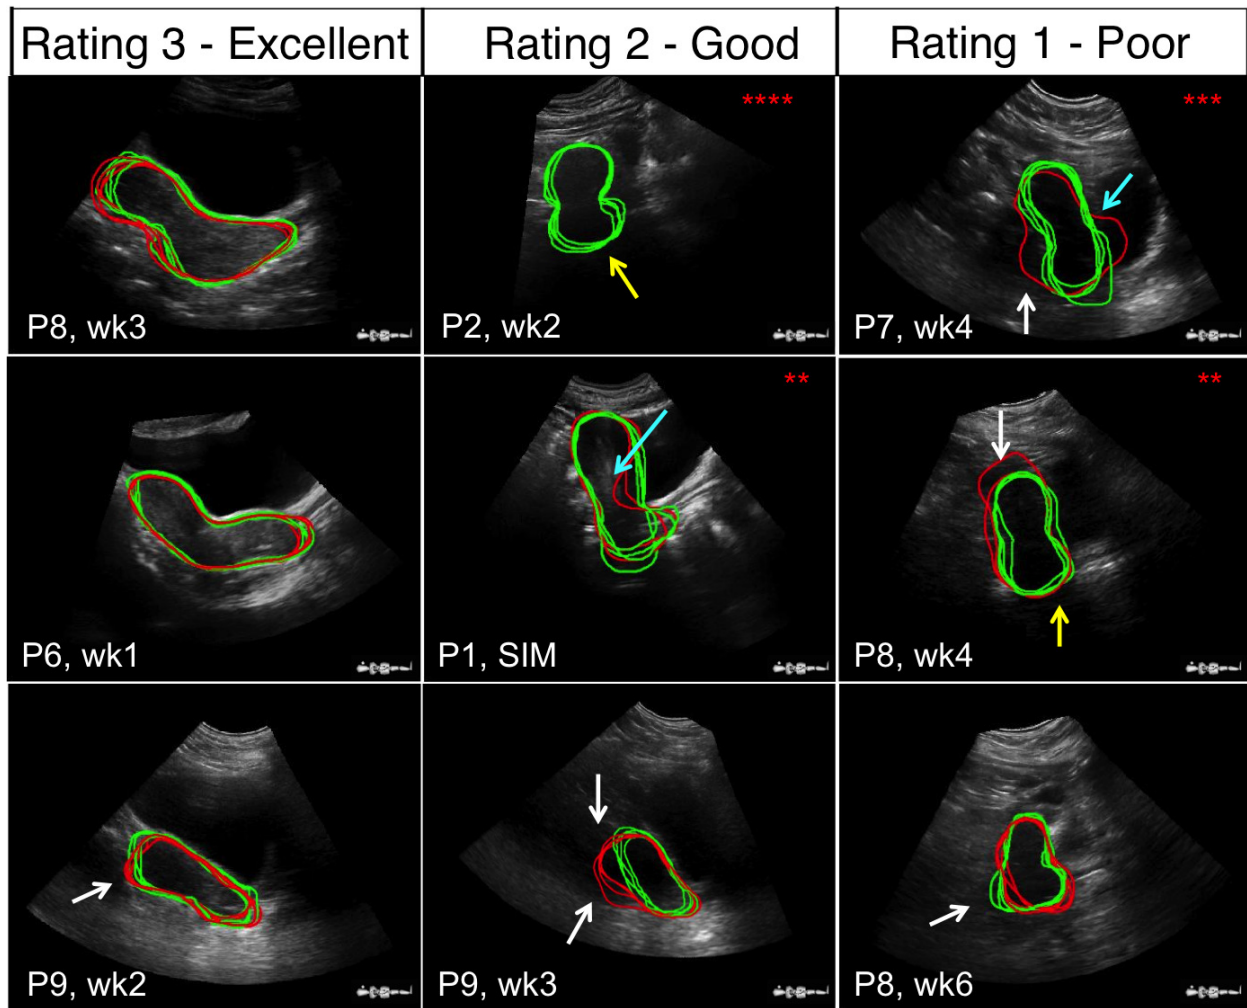 Rating 3 - Excellent
Rating 2 - Good
Rating 1 - Poor
P8, wk3
****
P2, wk2
***
P7, wk4
P6, wk1
**
P1, SIM
**
P8, wk4
P9, wk2
P9, wk3
P8, wk6